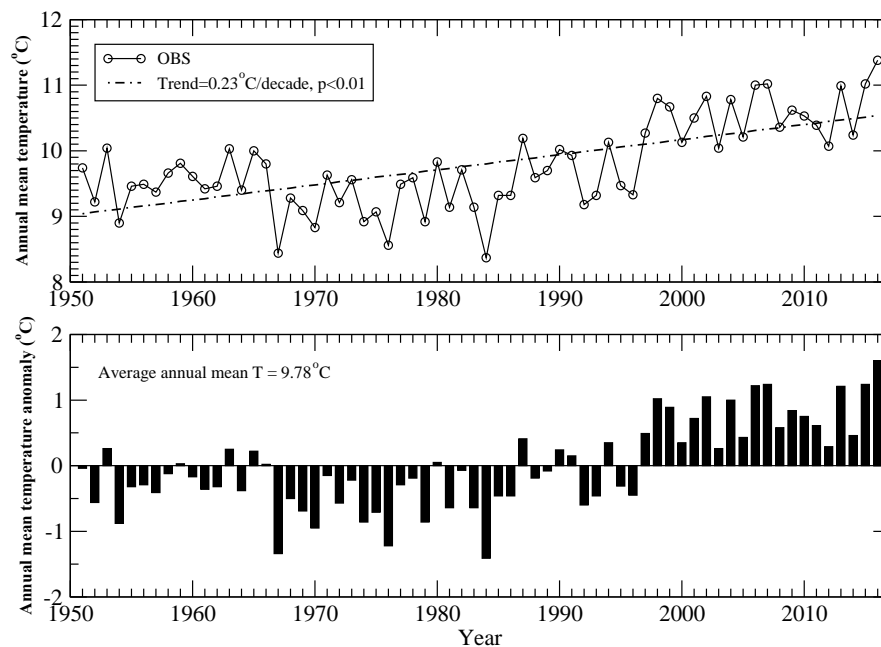 12
11
10
9
8
Annual mean temperature (°C)
OBS
Trend=0.23°C/decade, p<0.01
1950 1960 1970 1980 1990 2000 2010
2
1
0
-1
-2
Annual mean temperature anomaly (°C)
Average annual mean T = 9.78°C
1950 1960 1970 1980 1990 2000 2010
Year